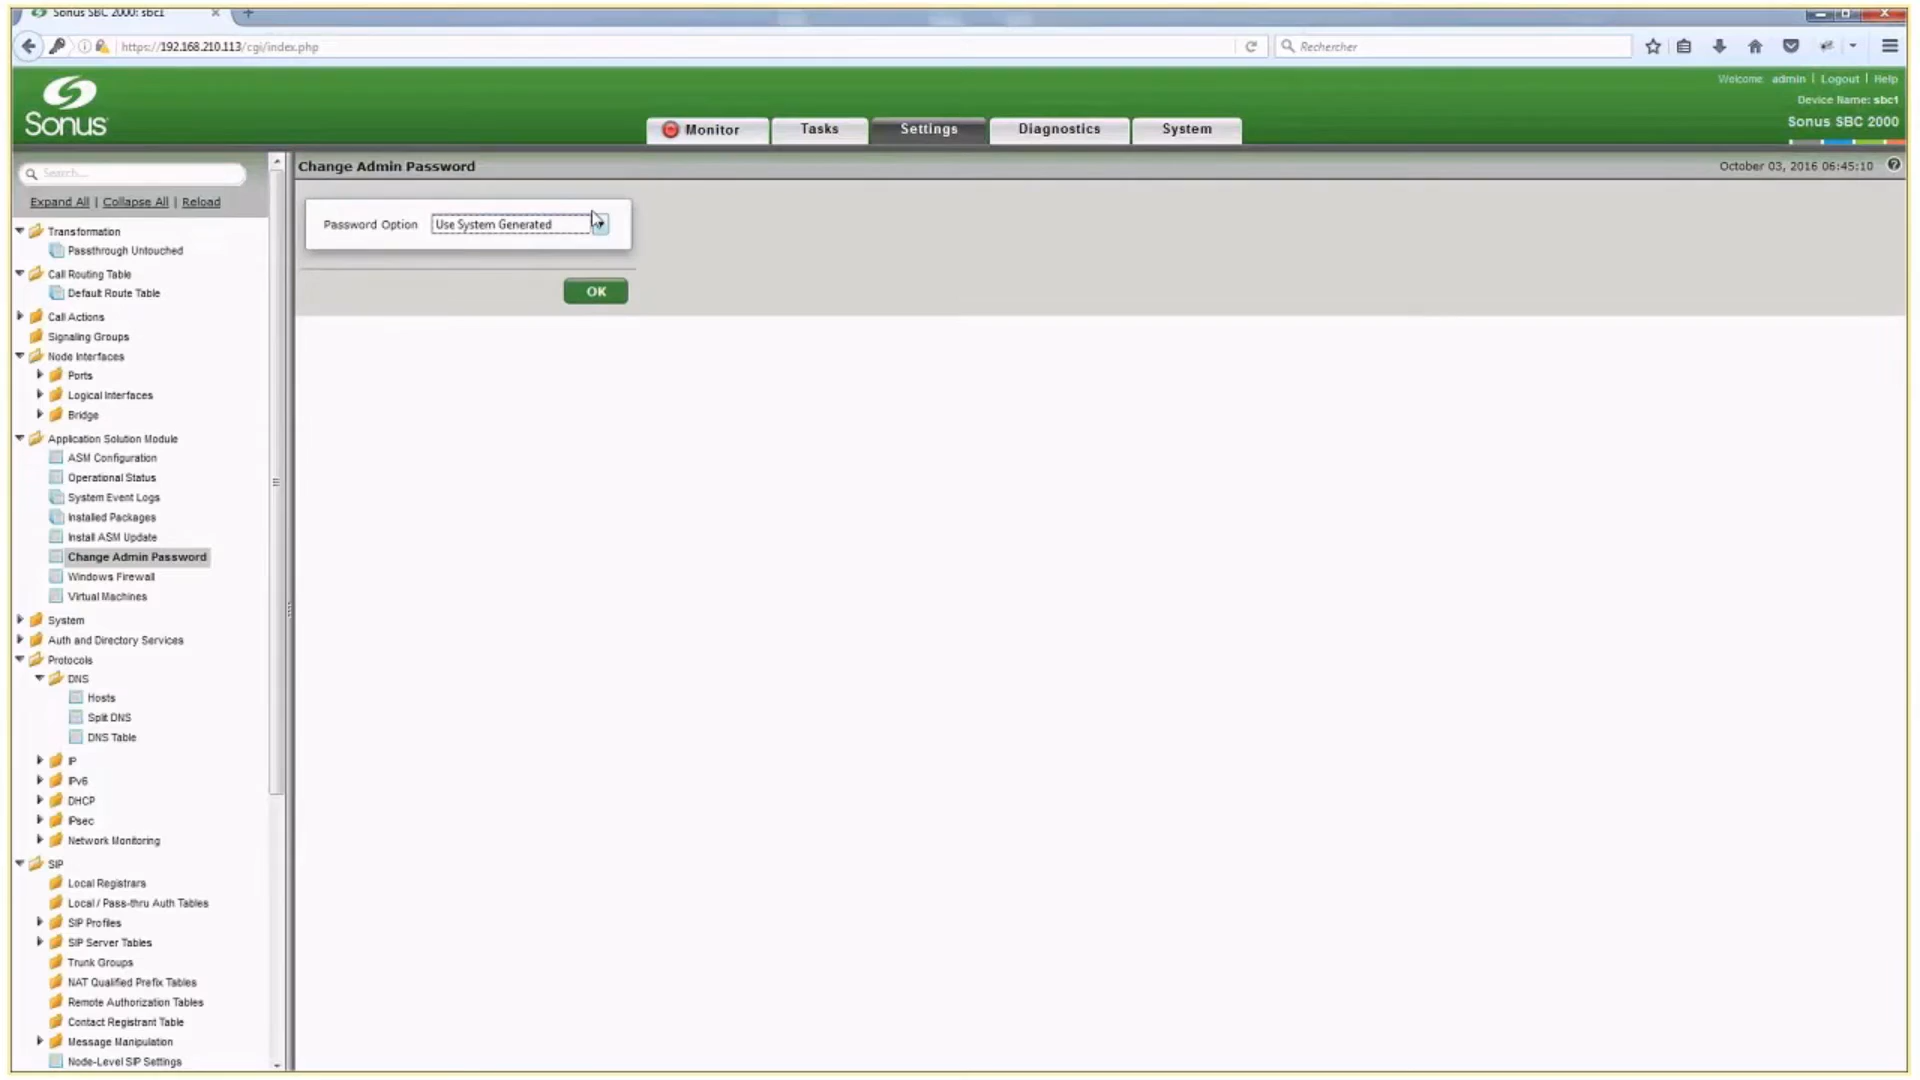 Sonus SBC 2000: sbc1
https://192.168.210.113/cgi/index.php
Rechercher
Welcome admin | Logout | Help
Device Name: sbc1
Sonus SBC 2000
Sonus
Monitor
Tasks
Settings
Diagnostics
System
Search...
Expand All | Collapse All | Reload
Change Admin Password
October 03, 2016 06:45:10
Password Option
Use System Generated
OK
Transformation
Passthrough Untouched
Call Routing Table
Default Route Table
Call Actions
Signaling Groups
Node Interfaces
Ports
Logical Interfaces
Bridge
Application Solution Module
ASM Configuration
Operational Status
System Event Logs
Installed Packages
Install ASM Update
Change Admin Password
Windows Firewall
Virtual Machines
System
Auth and Directory Services
Protocols
DNS
Hosts
Split DNS
DNS Table
IP
IPv6
DHCP
IPsec
Network Monitoring
SIP
Local Registrars
Local / Pass-thru Auth Tables
SIP Profiles
SIP Server Tables
Trunk Groups
NAT Qualified Prefix Tables
Remote Authorization Tables
Contact Registrant Table
Message Manipulation
Node-Level SIP Settings